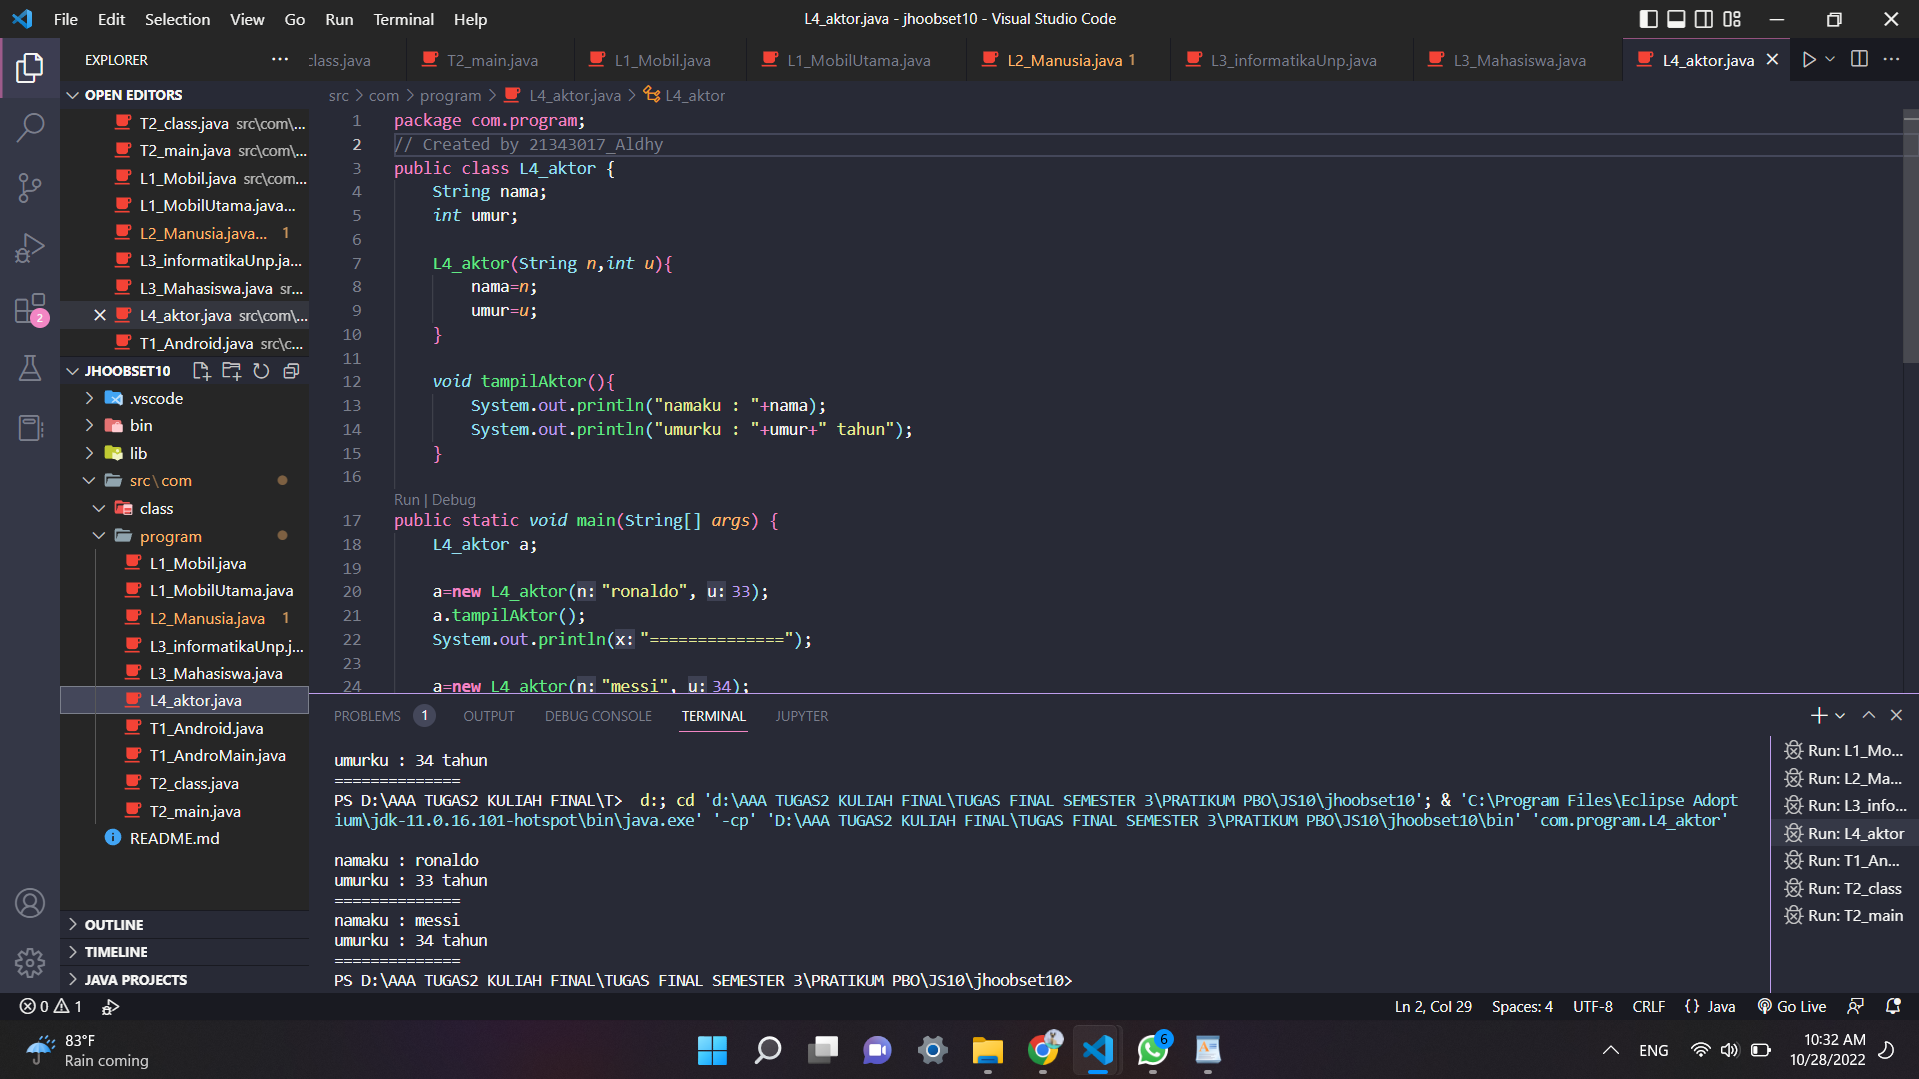 File Edit Selection View Go Run Terminal Help
L4_aktor.java - jhoobset10 - Visual Studio Code
EXPLORER
class.java
T2_main.java
L1_Mobil.java
L1_MobilUtama.java
L2_Manusia.java 1
L3_informatikaUnp.java
L3_Mahasiswa.java
L4_aktor.java
OPEN EDITORS
T2_class.java src\com\...
T2_main.java src\com\...
L1_Mobil.java src\com...
L1_MobilUtama.java...
L2_Manusia.java... 1
L3_informatikaUnp.ja...
L3_Mahasiswa.java sr...
L4_aktor.java src\com\...
T1_Android.java src\c...
2
JHOOBSET10
.vscode
bin
lib
src\com
class
program
L1_Mobil.java
L1_MobilUtama.java
L2_Manusia.java 1
L3_informatikaUnp.j...
L3_Mahasiswa.java
L4_aktor.java
T1_Android.java
T1_AndroMain.java
T2_class.java
T2_main.java
README.md
OUTLINE
TIMELINE
JAVA PROJECTS
src > com > program > L4_aktor.java > L4_aktor
1 package com.program;
2 // Created by 21343017_Aldhy
3 public class L4_aktor {
4 String nama;
5 int umur;
6
7 L4_aktor(String n,int u){
8 nama=n;
9 umur=u;
10 }
11
12 void tampilAktor(){
13 System.out.println("namaku : "+nama);
14 System.out.println("umurku : "+umur+" tahun");
15 }
16
Run | Debug
17 public static void main(String[] args) {
18 L4_aktor a;
19
20 a=new L4_aktor(n: "ronaldo", u: 33);
21 a.tampilAktor();
22 System.out.println(x: "==============");
23
24 a=new L4_aktor(n: "messi", u: 34);
PROBLEMS 1 OUTPUT DEBUG CONSOLE TERMINAL JUPYTER
umurku : 34 tahun
==============
PS D:\AAA TUGAS2 KULIAH FINAL\T> d:; cd 'd:\AAA TUGAS2 KULIAH FINAL\TUGAS FINAL SEMESTER 3\PRATIKUM PBO\JS10\jhoobset10'; & 'C:\Program Files\Eclipse Adopt
ium\jdk-11.0.16.101-hotspot\bin\java.exe' '-cp' 'D:\AAA TUGAS2 KULIAH FINAL\TUGAS FINAL SEMESTER 3\PRATIKUM PBO\JS10\jhoobset10\bin' 'com.program.L4_aktor'
namaku : ronaldo
umurku : 33 tahun
==============
namaku : messi
umurku : 34 tahun
==============
PS D:\AAA TUGAS2 KULIAH FINAL\TUGAS FINAL SEMESTER 3\PRATIKUM PBO\JS10\jhoobset10>
Run: L1_Mo...
Run: L2_Ma...
Run: L3_info...
Run: L4_aktor
Run: T1_An...
Run: T2_class
Run: T2_main
0 1
Ln 2, Col 29 Spaces: 4 UTF-8 CRLF {} Java Go Live
83°F
Rain coming
6
ENG
10:32 AM
10/28/2022